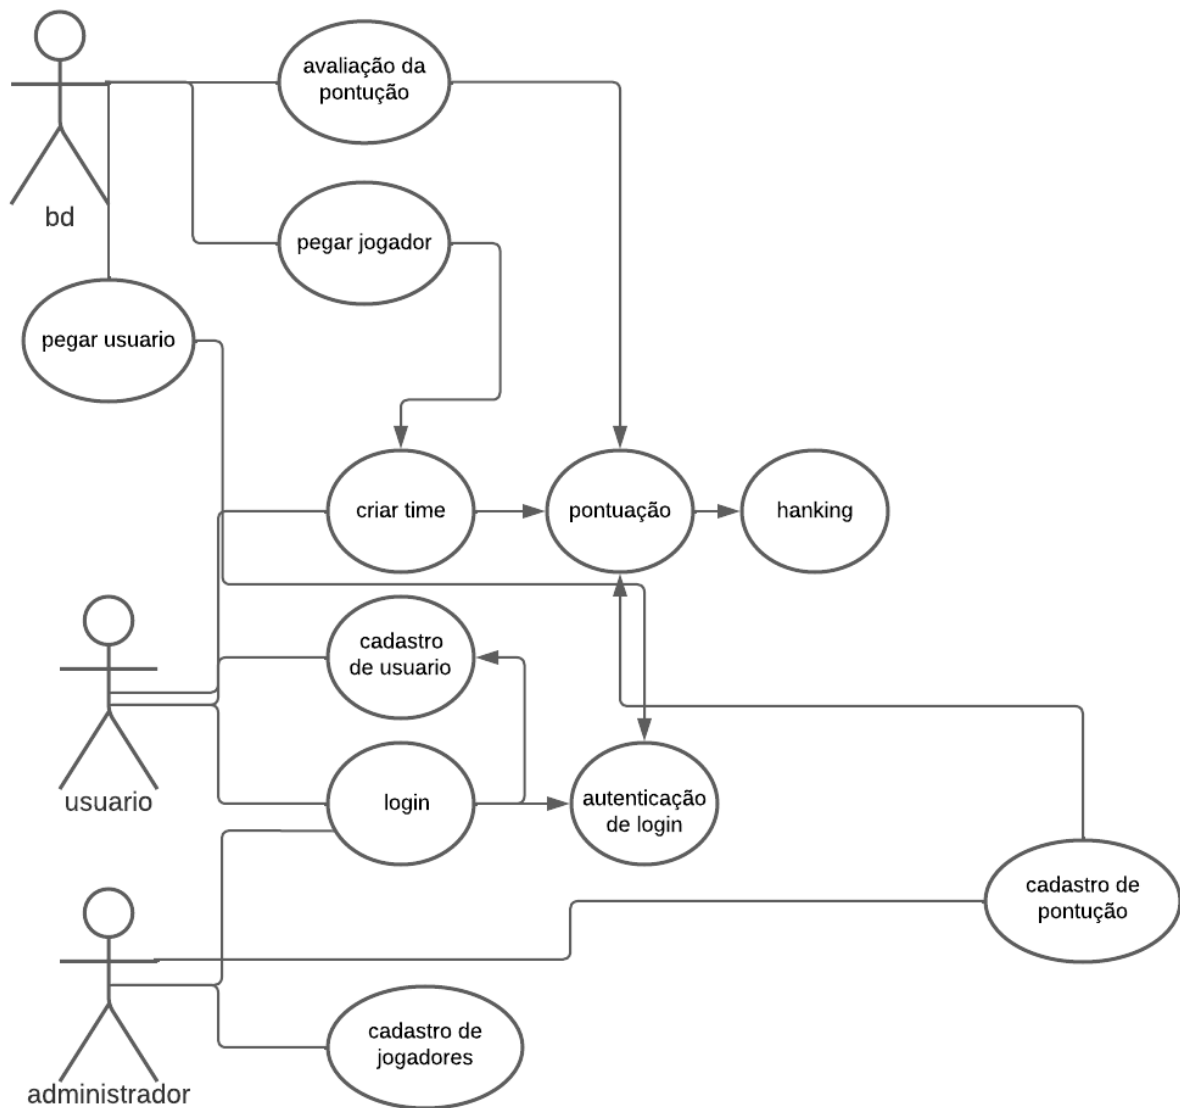 avaliação da
pontução
bd
pegar jogador
pegar usuario
criar time
pontuação
hanking
cadastro
de usuario
usuario
login
autenticação
de login
cadastro de
pontução
cadastro de
jogadores
administrador